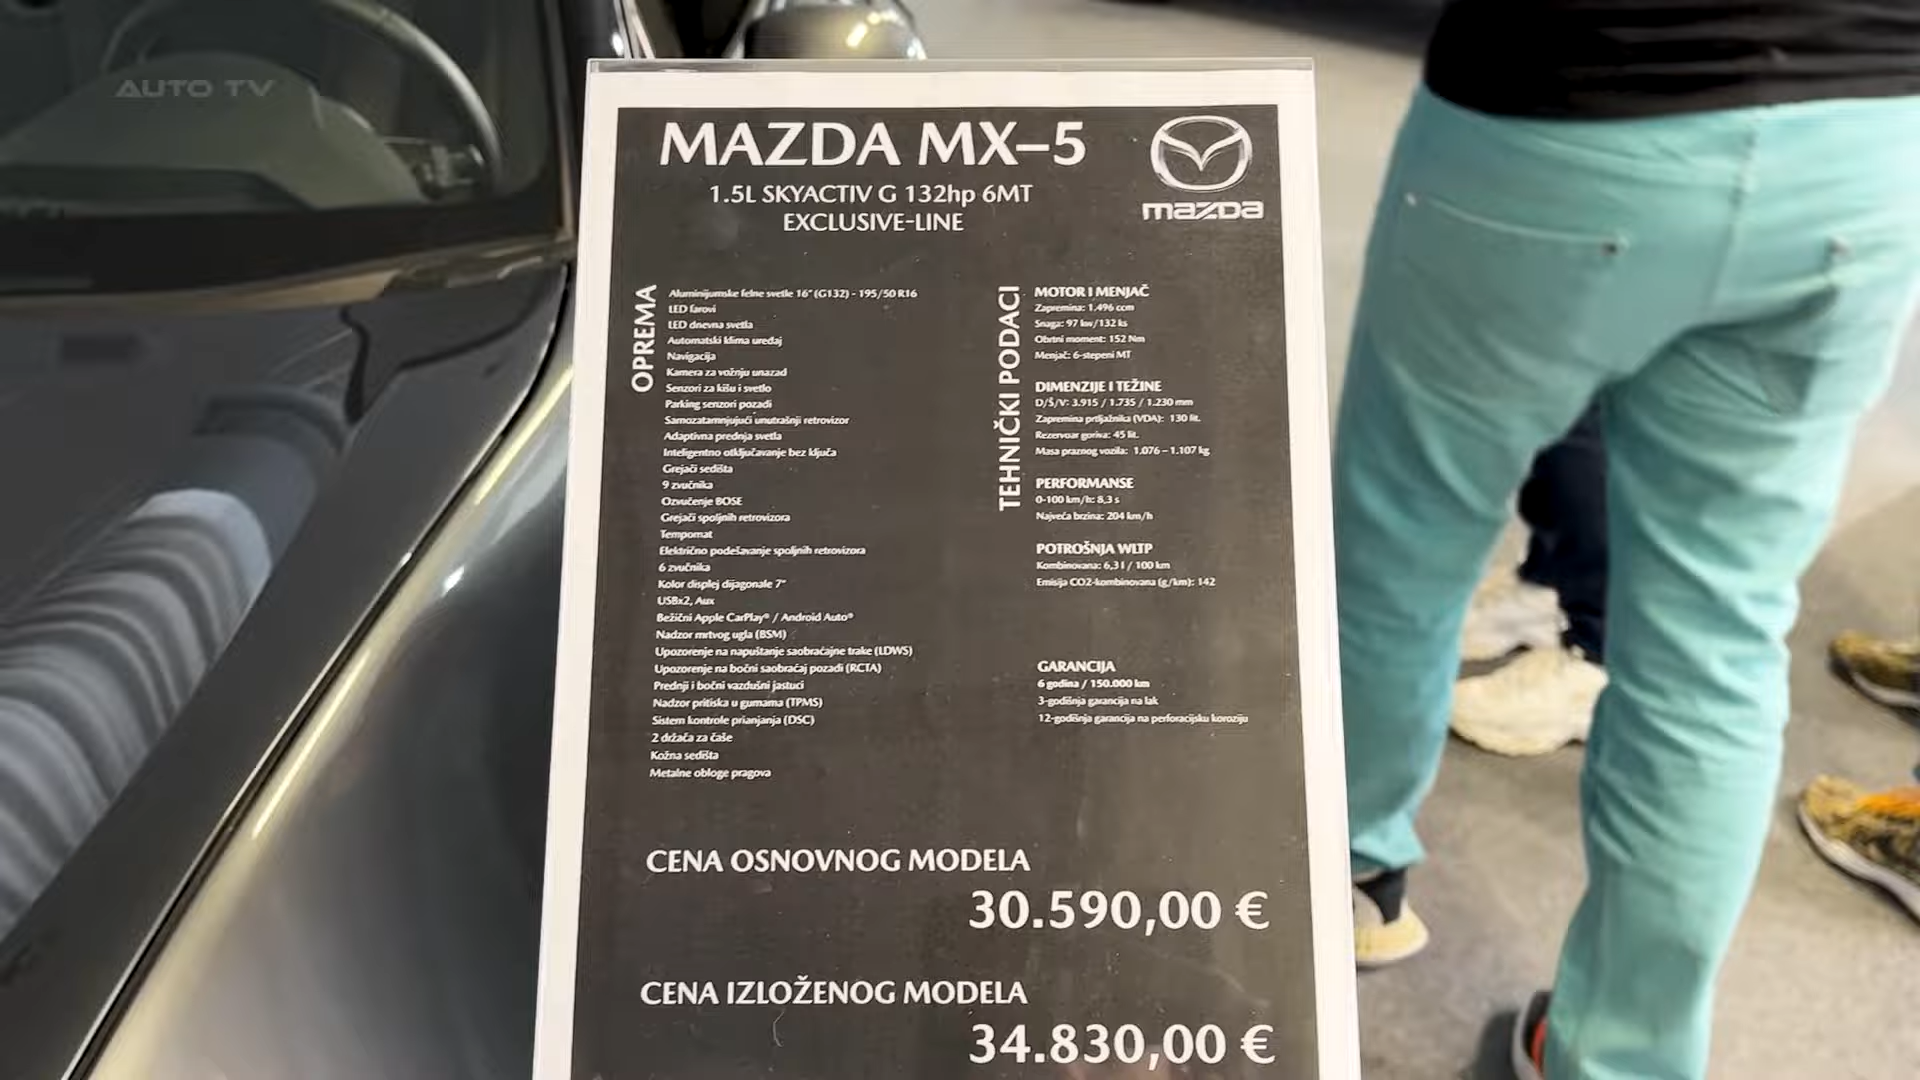 AUTO TV
MAZDA MX–5
1.5L SKYACTIV G 132hp 6MT
EXCLUSIVE-LINE
mazda
OPREMA
Aluminijumske felne svetle 16" (G132) - 195/50 R16
LED farovi
LED dnevna svetla
Automatski klima uređaj
Navigacija
Kamera za vožnju unazad
Senzori za kišu i svetlo
Parking senzori pozadi
Samozatamnjujući unutrašnji retrovizor
Adaptivna prednja svetla
Inteligentno otključavanje bez ključa
Grejači sedišta
9 zvučnika
Ozvučenje BOSE
Grejači spoljnih retrovizora
Tempomat
Električno podešavanje spoljnih retrovizora
6 zvučnika
Kolor displej dijagonale 7"
USBx2, Aux
Bežični Apple CarPlay® / Android Auto®
Nadzor mrtvog ugla (BSM)
Upozorenje na napuštanje saobraćajne trake (LDWS)
Upozorenje na bočni saobraćaj pozadi (RCTA)
Prednji i bočni vazdušni jastuci
Nadzor pritiska u gumama (TPMS)
Sistem kontrole prianjanja (DSC)
2 držača za čaše
Kožna sedišta
Metalne obloge pragova
TEHNIČKI PODACI
MOTOR I MENJAČ
Zapremina: 1.496 ccm
Snaga: 97 kw/132 ks
Obrtni moment: 152 Nm
Menjač: 6-stepeni MT
DIMENZIJE I TEŽINE
D/Š/V: 3.915 / 1.735 / 1.230 mm
Zapremina prtljažnika (VDA): 130 lit.
Rezervoar goriva: 45 lit.
Masa praznog vozila: 1.076 – 1.107 kg
PERFORMANSE
0-100 km/h: 8,3 s
Najveća brzina: 204 km/h
POTROŠNJA WLTP
Kombinovana: 6,3 l / 100 km
Emisija CO2-kombinovana (g/km): 142
GARANCIJA
6 godina / 150.000 km
3-godišnja garancija na lak
12-godišnja garancija na perforacijsku koroziju
CENA OSNOVNOG MODELA
30.590,00 €
CENA IZLOŽENOG MODELA
34.830,00 €